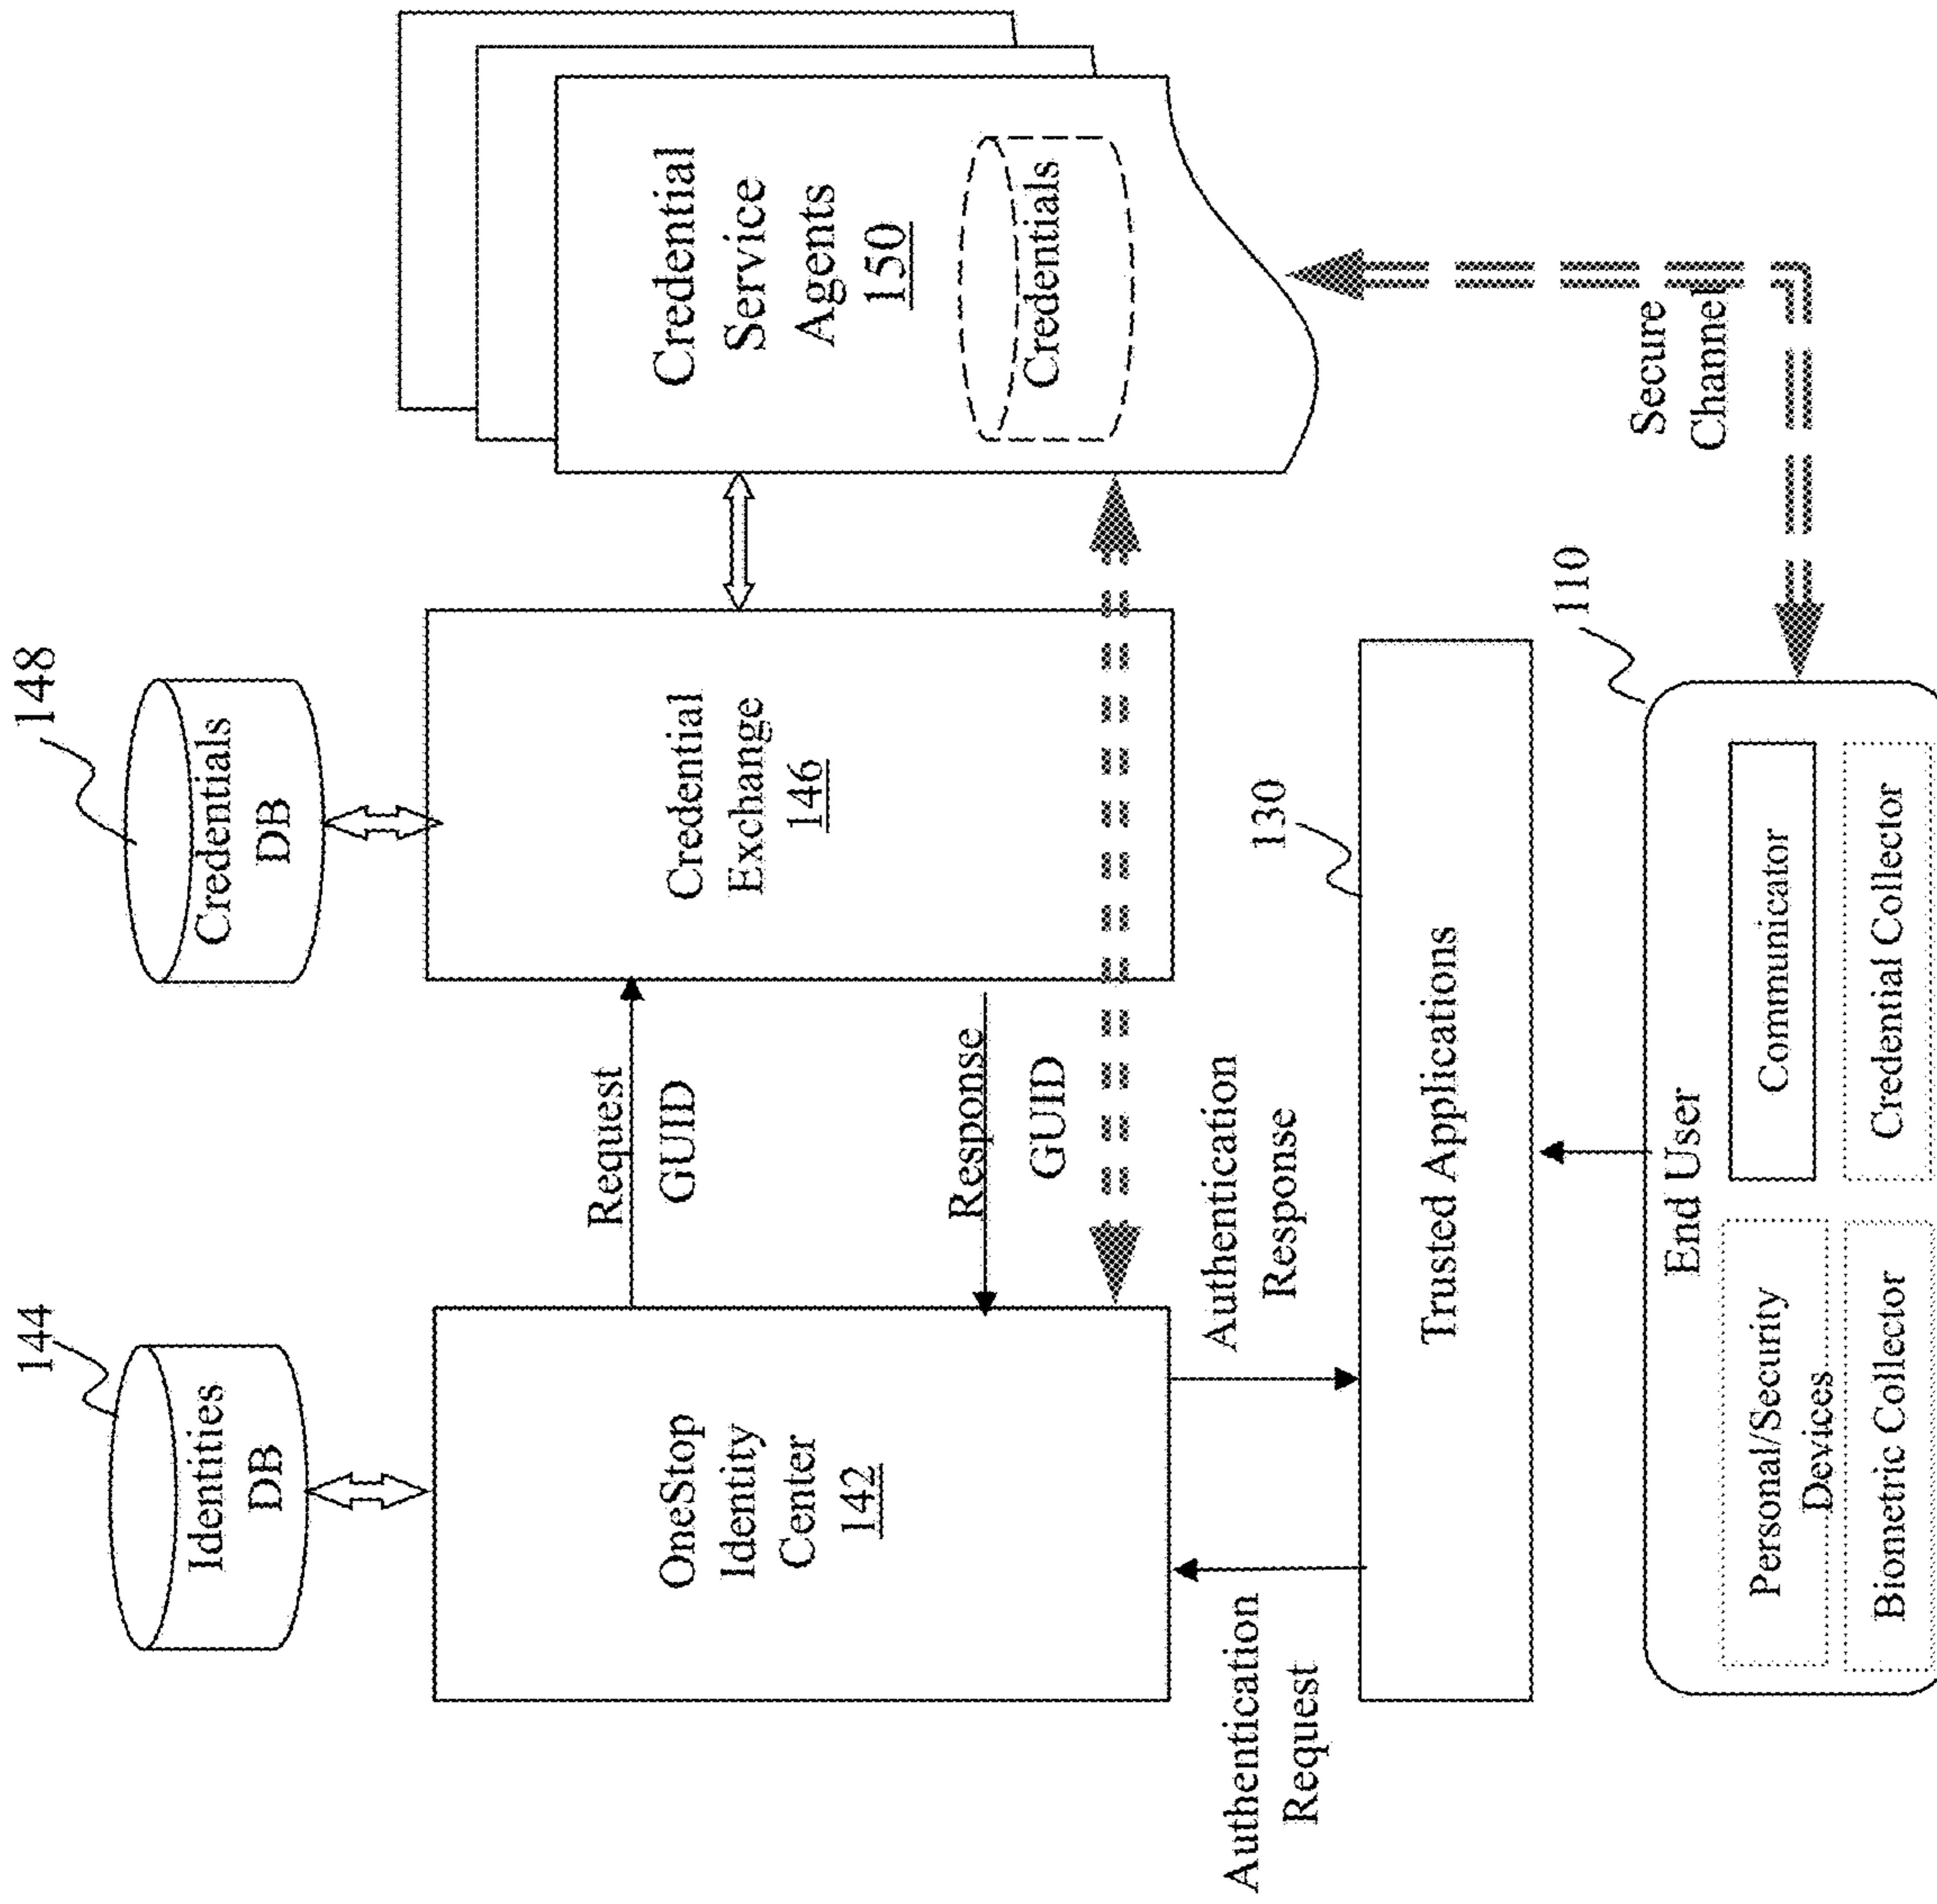 144
Identities
DB
148
Credentials
DB
OneStop
Identity
Center
142
Request
GUID
Response
GUID
Credential
Exchange
146
Credential
Service
Agents
150
Credentials
Authentication
Request
Authentication
Response
130
Trusted Applications
Secure
Channel
110
End User
Personal/Security
Devices
Communicator
Biometric Collector
Credential Collector